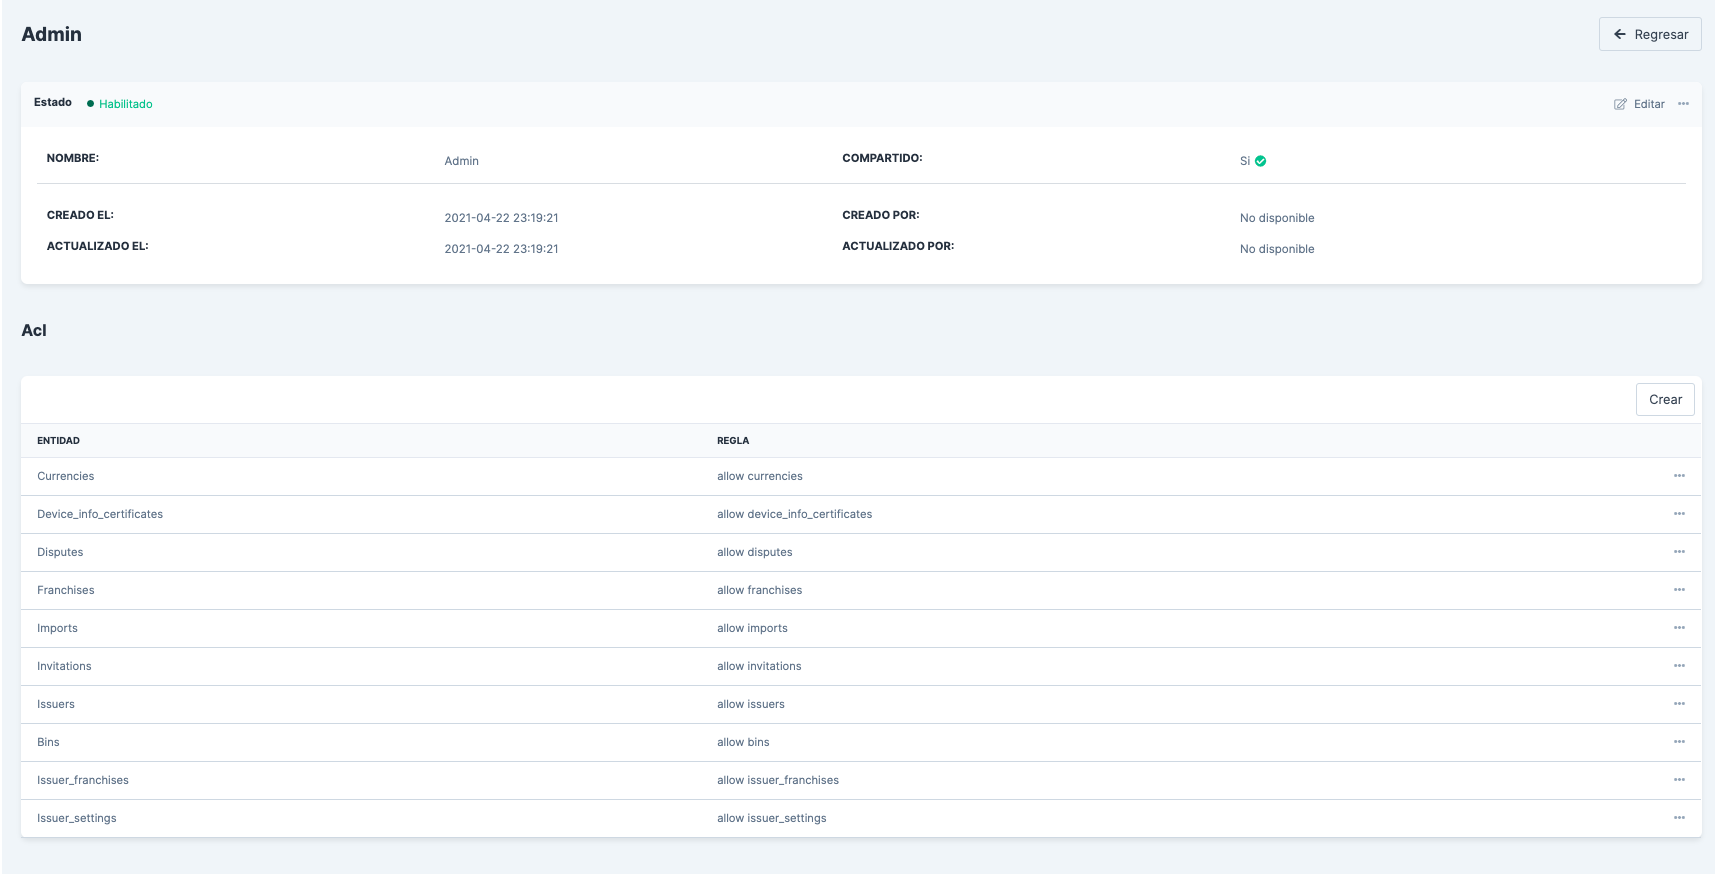 Admin
Regresar
Estado Habilitado
Editar
NOMBRE: Admin COMPARTIDO: Si
CREADO EL: 2021-04-22 23:19:21 CREADO POR: No disponible
ACTUALIZADO EL: 2021-04-22 23:19:21 ACTUALIZADO POR: No disponible
Acl
Crear
ENTIDAD REGLA
Currencies allow currencies
Device_info_certificates allow device_info_certificates
Disputes allow disputes
Franchises allow franchises
Imports allow imports
Invitations allow invitations
Issuers allow issuers
Bins allow bins
Issuer_franchises allow issuer_franchises
Issuer_settings allow issuer_settings